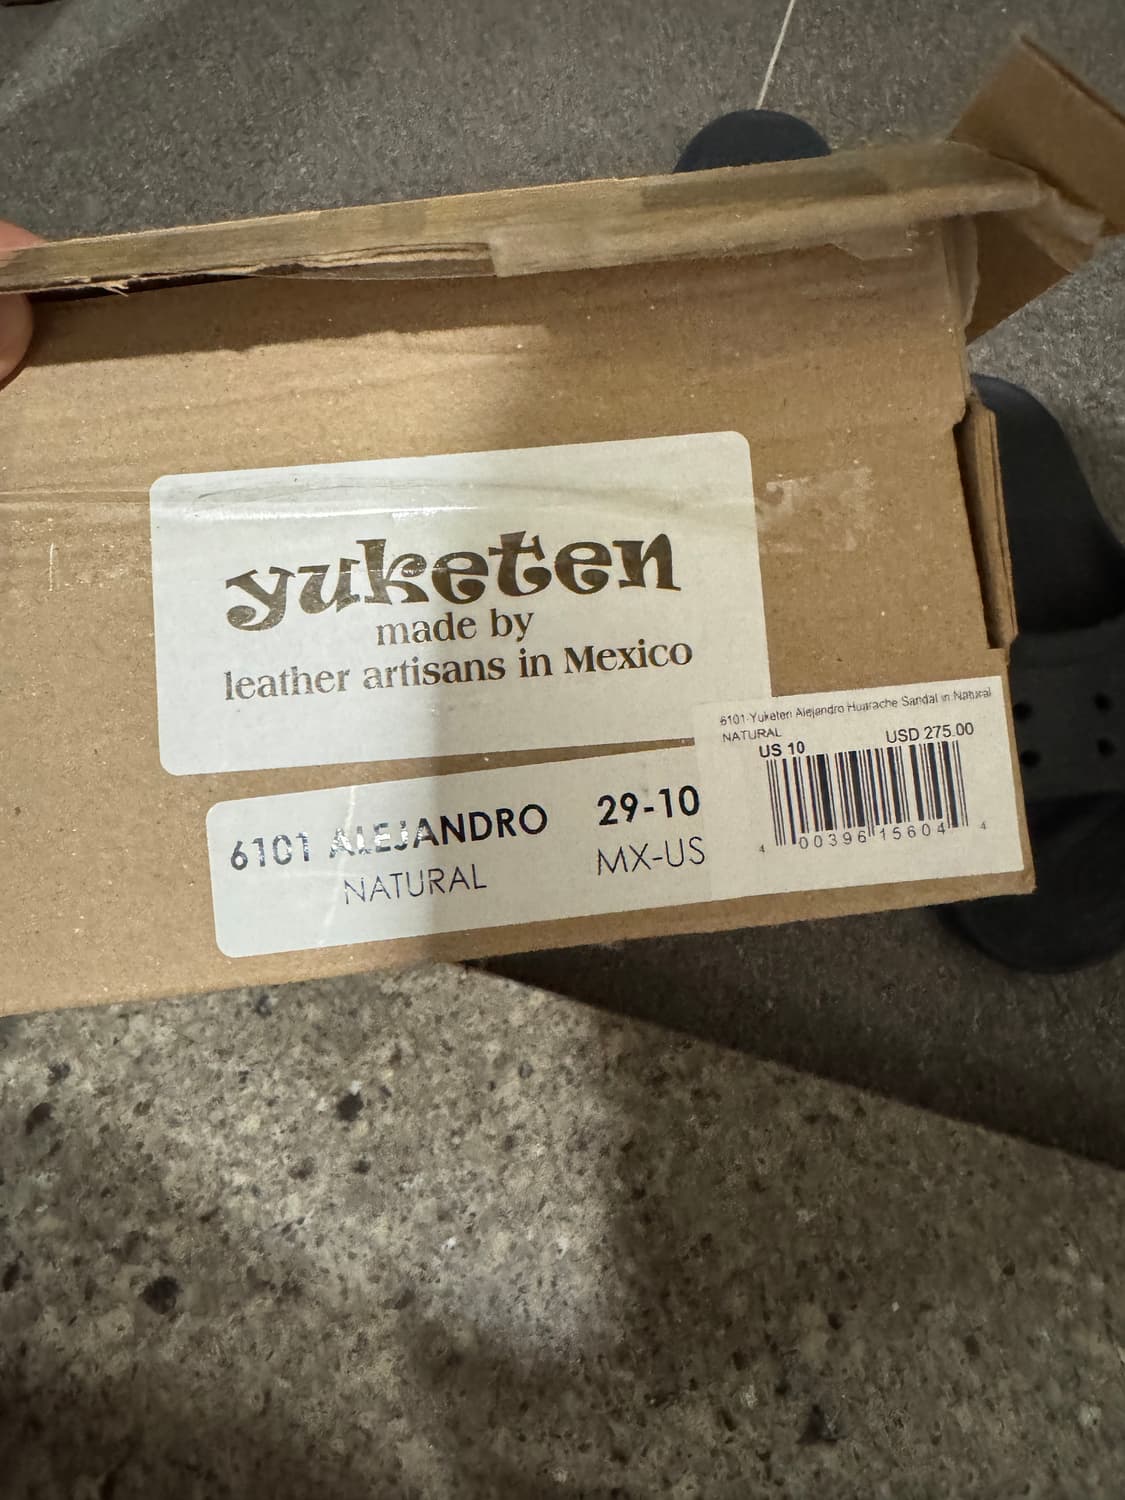 yuketen
made by
leather artisans in Mexico
6101 ALEJANDRO 29-10
NATURAL MX-US
6101-Yuketen Alejandro Huarache Sandal in Natural
NATURAL
US 10 USD 275.00
4 00396 15604 4